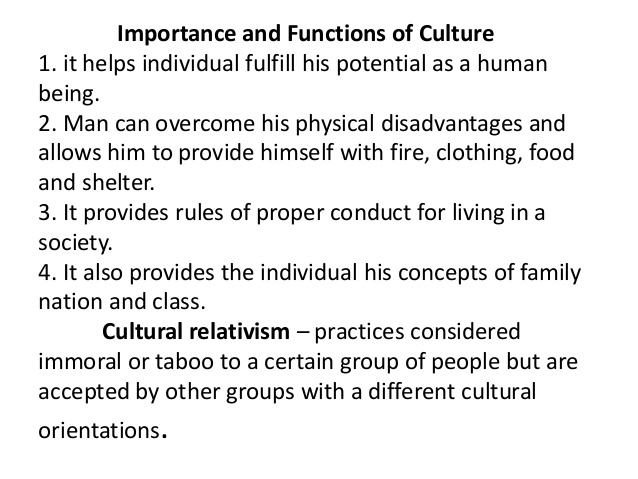 Importance and Functions of Culture
1. it helps individual fulfill his potential as a human
being.
2. Man can overcome his physical disadvantages and
allows him to provide himself with fire, clothing, food
and shelter.
3. It provides rules of proper conduct for living in a
society.
4. It also provides the individual his concepts of family
nation and class.
Cultural relativism – practices considered
immoral or taboo to a certain group of people but are
accepted by other groups with a different cultural
orientations.